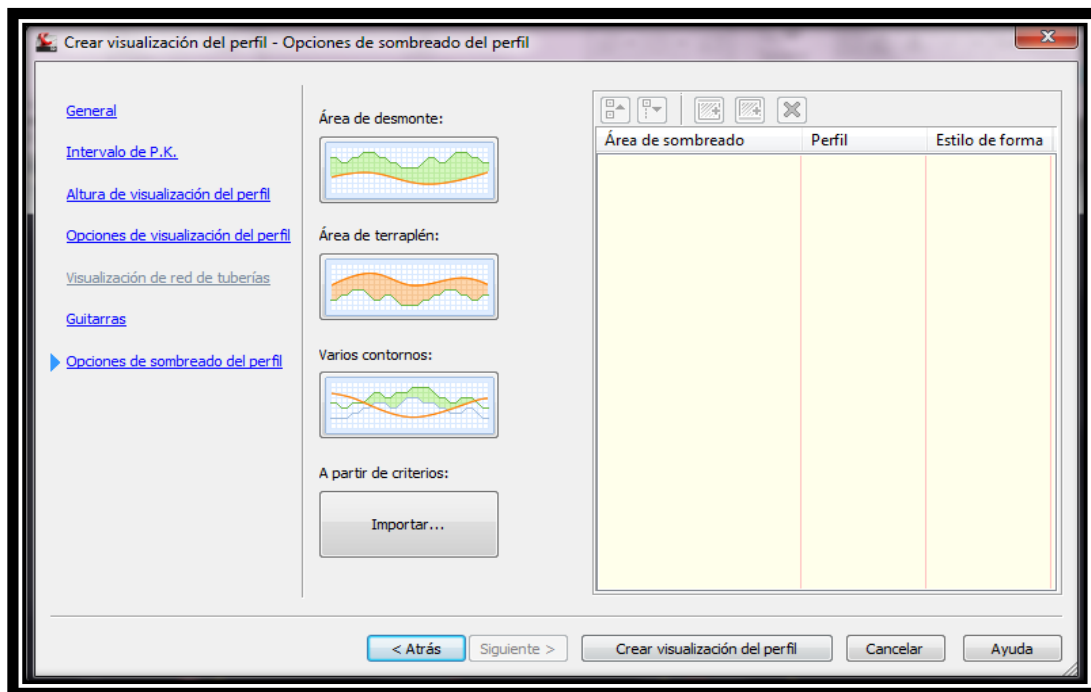 Crear visualización del perfil - Opciones de sombreado del perfil
General
Intervalo de P.K.
Altura de visualización del perfil
Opciones de visualización del perfil
Visualización de red de tuberías
Guitarras
Opciones de sombreado del perfil
Área de desmonte:
Área de terraplén:
Varios contornos:
A partir de criterios:
Importar...
Área de sombreado Perfil Estilo de forma
< Atrás Siguiente > Crear visualización del perfil Cancelar Ayuda